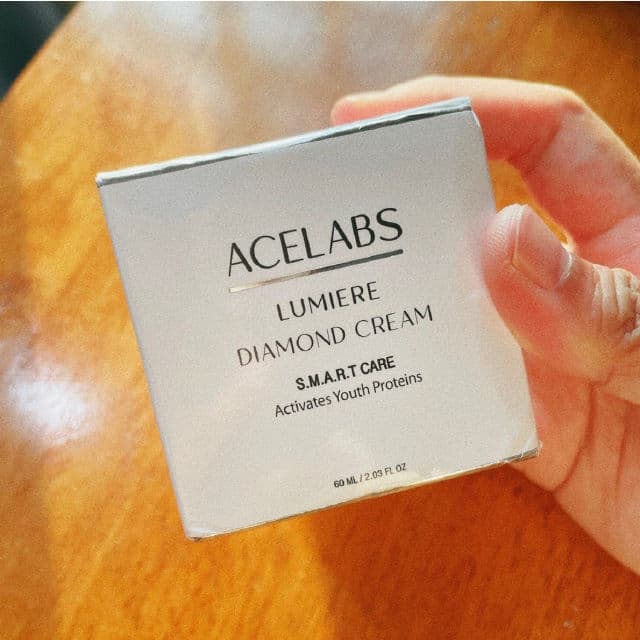 ACELABS
LUMIERE
DIAMOND CREAM
S.M.A.R.T CARE
Activates Youth Proteins
60 ML / 2.03 FL OZ